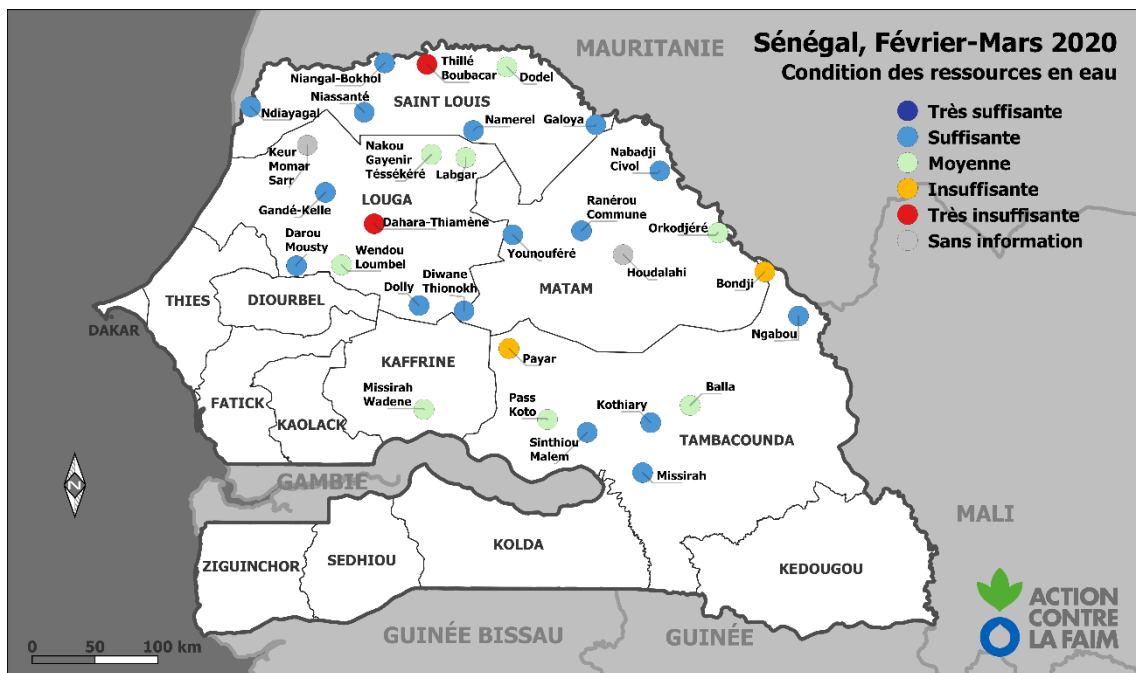 MAURITANIE
Sénégal, Février-Mars 2020
Condition des ressources en eau
Très suffisante
Suffisante
Moyenne
Insuffisante
Très insuffisante
Sans information
Niangal-Bokhol
Thillé
Boubacar
Dodel
Niassanté
SAINT LOUIS
Ndiayagal
Namerel
Galoya
Keur
Momar
Sarr
Nakou
Gayenir
Téssékéré
Labgar
Nabadji
Civol
Gandé-Kelle
LOUGA
Ranérou
Commune
Dahara-Thiamène
Orkodjéré
Darou
Mousty
Wendou
Loumbel
Younouféré
Houdalahi
Diwane
Thionokh
Dolly
Bondji
MATAM
THIES
DIOURBEL
DAKAR
Ngabou
KAFFRINE
Payar
Missirah
Wadene
Pass
Koto
Kothiary
Balla
FATICK
KAOLACK
Sinthiou
Malem
TAMBACOUNDA
Missirah
GAMBIE
N
MALI
ZIGUINCHOR
SEDHIOU
KOLDA
KEDOUGOU
GUINÉE BISSAU
GUINÉE
0 50 100 km
ACTION
CONTRE
LA FAIM